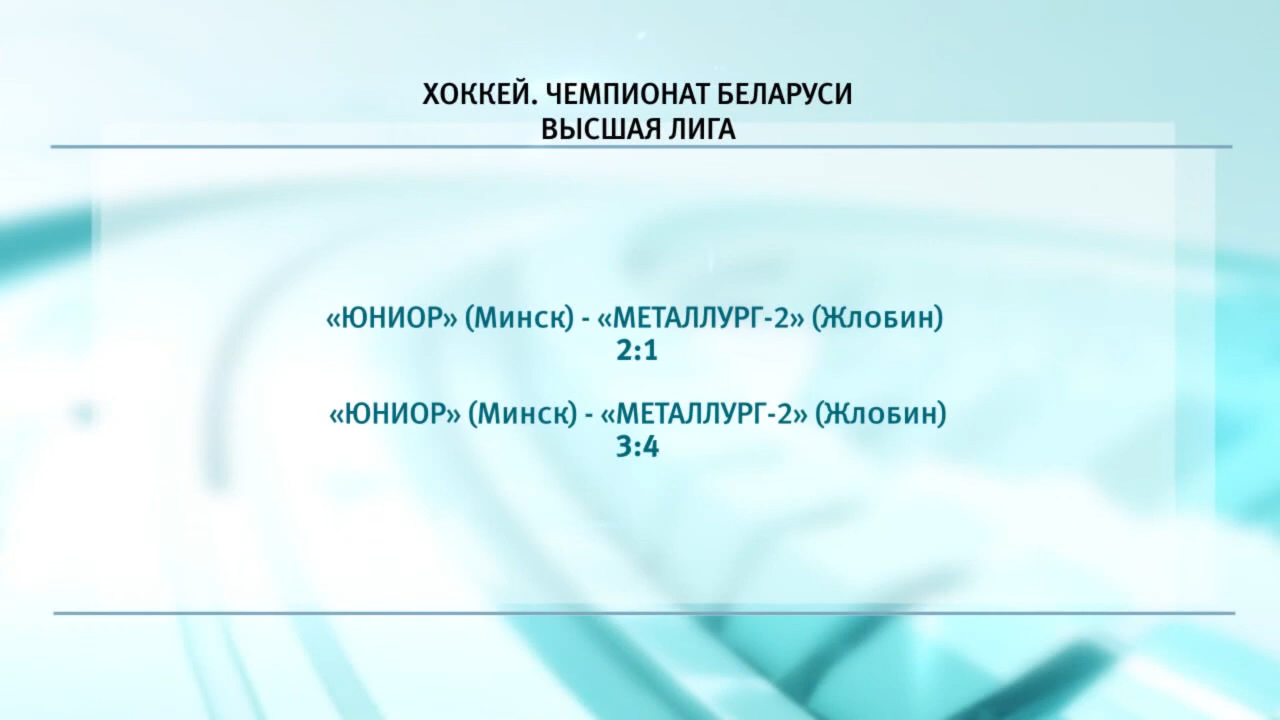 ХОККЕЙ. ЧЕМПИОНАТ БЕЛАРУСИ
ВЫСШАЯ ЛИГА
«ЮНИОР» (Минск) - «МЕТАЛЛУРГ-2» (Жлобин)
2:1
«ЮНИОР» (Минск) - «МЕТАЛЛУРГ-2» (Жлобин)
3:4